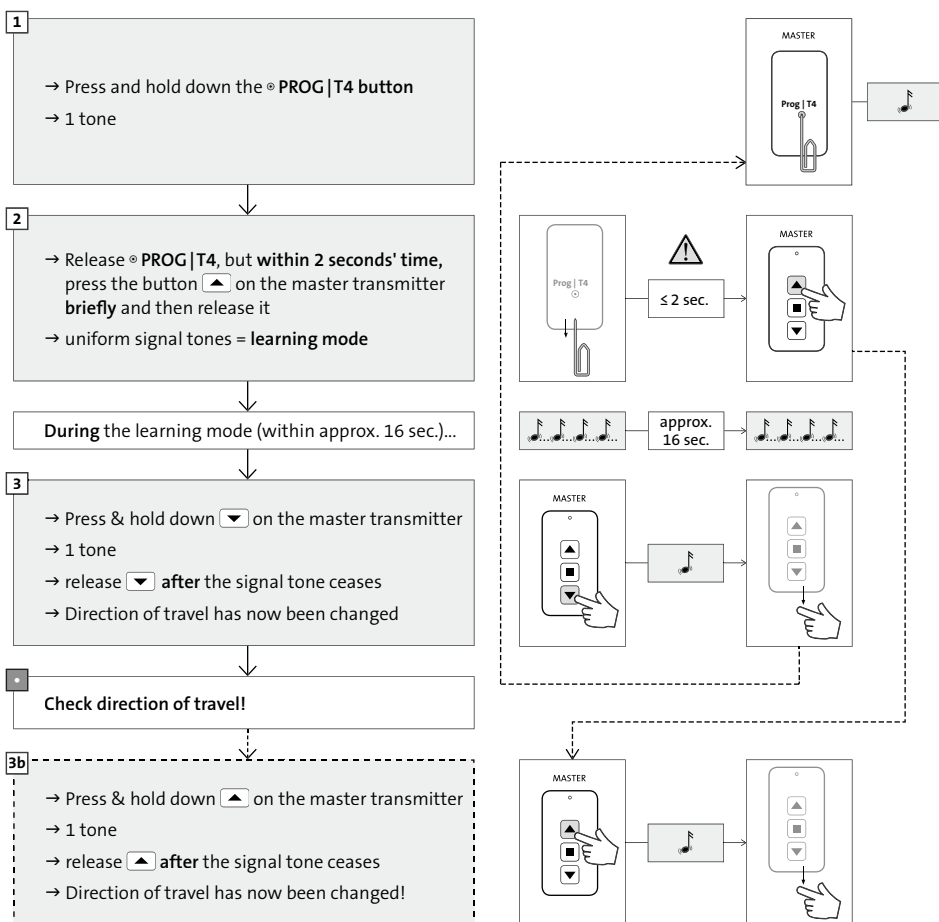 1
→ Press and hold down the ⊙ PROG|T4 button
→ 1 tone
2
→ Release ⊙ PROG|T4, but within 2 seconds' time,
press the button ▲ on the master transmitter
briefly and then release it
→ uniform signal tones = learning mode
During the learning mode (within approx. 16 sec.)...
3
→ Press & hold down ▼ on the master transmitter
→ 1 tone
→ release ▼ after the signal tone ceases
→ Direction of travel has now been changed
Check direction of travel!
3b
→ Press & hold down ▲ on the master transmitter
→ 1 tone
→ release ▲ after the signal tone ceases
→ Direction of travel has now been changed!
MASTER
Prog | T4
Prog | T4
≤ 2 sec.
MASTER
approx.
16 sec.
MASTER
MASTER